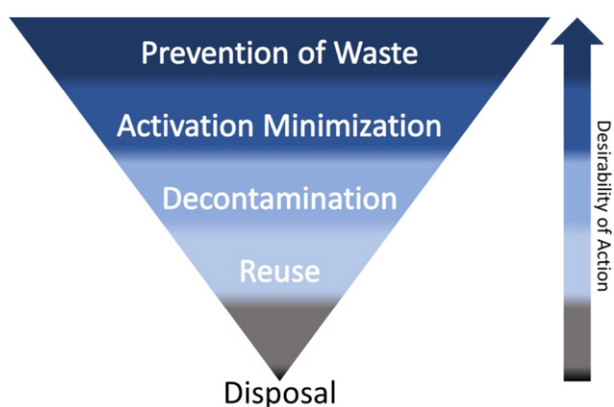 Prevention of Waste
Activation Minimization
Decontamination
Reuse
Disposal
Desirability of Action